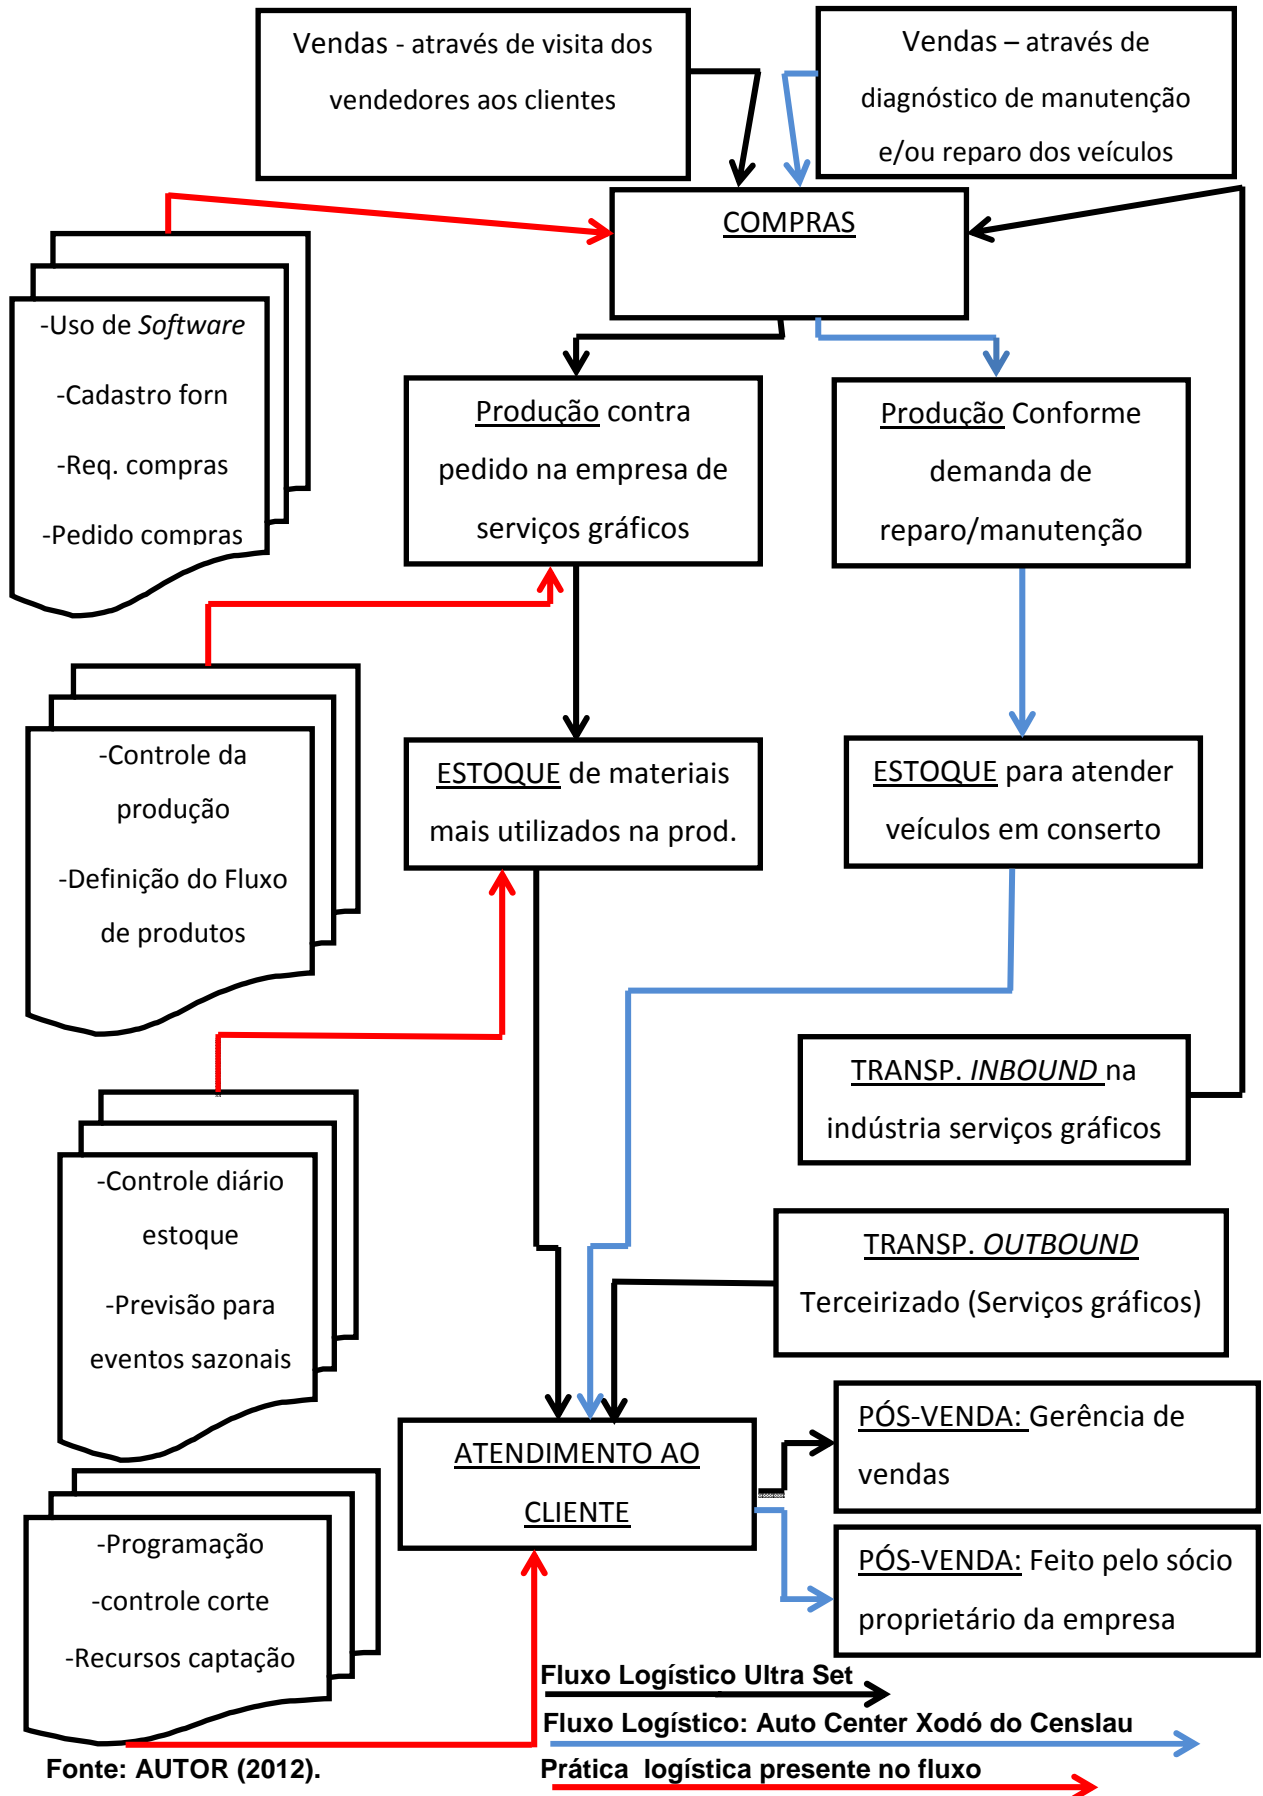 Vendas - através de visita dos
vendedores aos clientes
Vendas – através de
diagnóstico de manutenção
e/ou reparo dos veículos
COMPRAS
-Uso de Software
-Cadastro forn
-Req. compras
-Pedido compras
Produção contra
pedido na empresa de
serviços gráficos
Produção Conforme
demanda de
reparo/manutenção
-Controle da
produção
-Definição do Fluxo
de produtos
ESTOQUE de materiais
mais utilizados na prod.
ESTOQUE para atender
veículos em conserto
TRANSP. INBOUND na
indústria serviços gráficos
-Controle diário
estoque
-Previsão para
eventos sazonais
TRANSP. OUTBOUND
Terceirizado (Serviços gráficos)
ATENDIMENTO AO
CLIENTE
PÓS-VENDA: Gerência de
vendas
PÓS-VENDA: Feito pelo sócio
proprietário da empresa
-Programação
-controle corte
-Recursos captação
Fluxo Logístico Ultra Set
Fluxo Logístico: Auto Center Xodó do Censlau
Fonte: AUTOR (2012).
Prática logística presente no fluxo